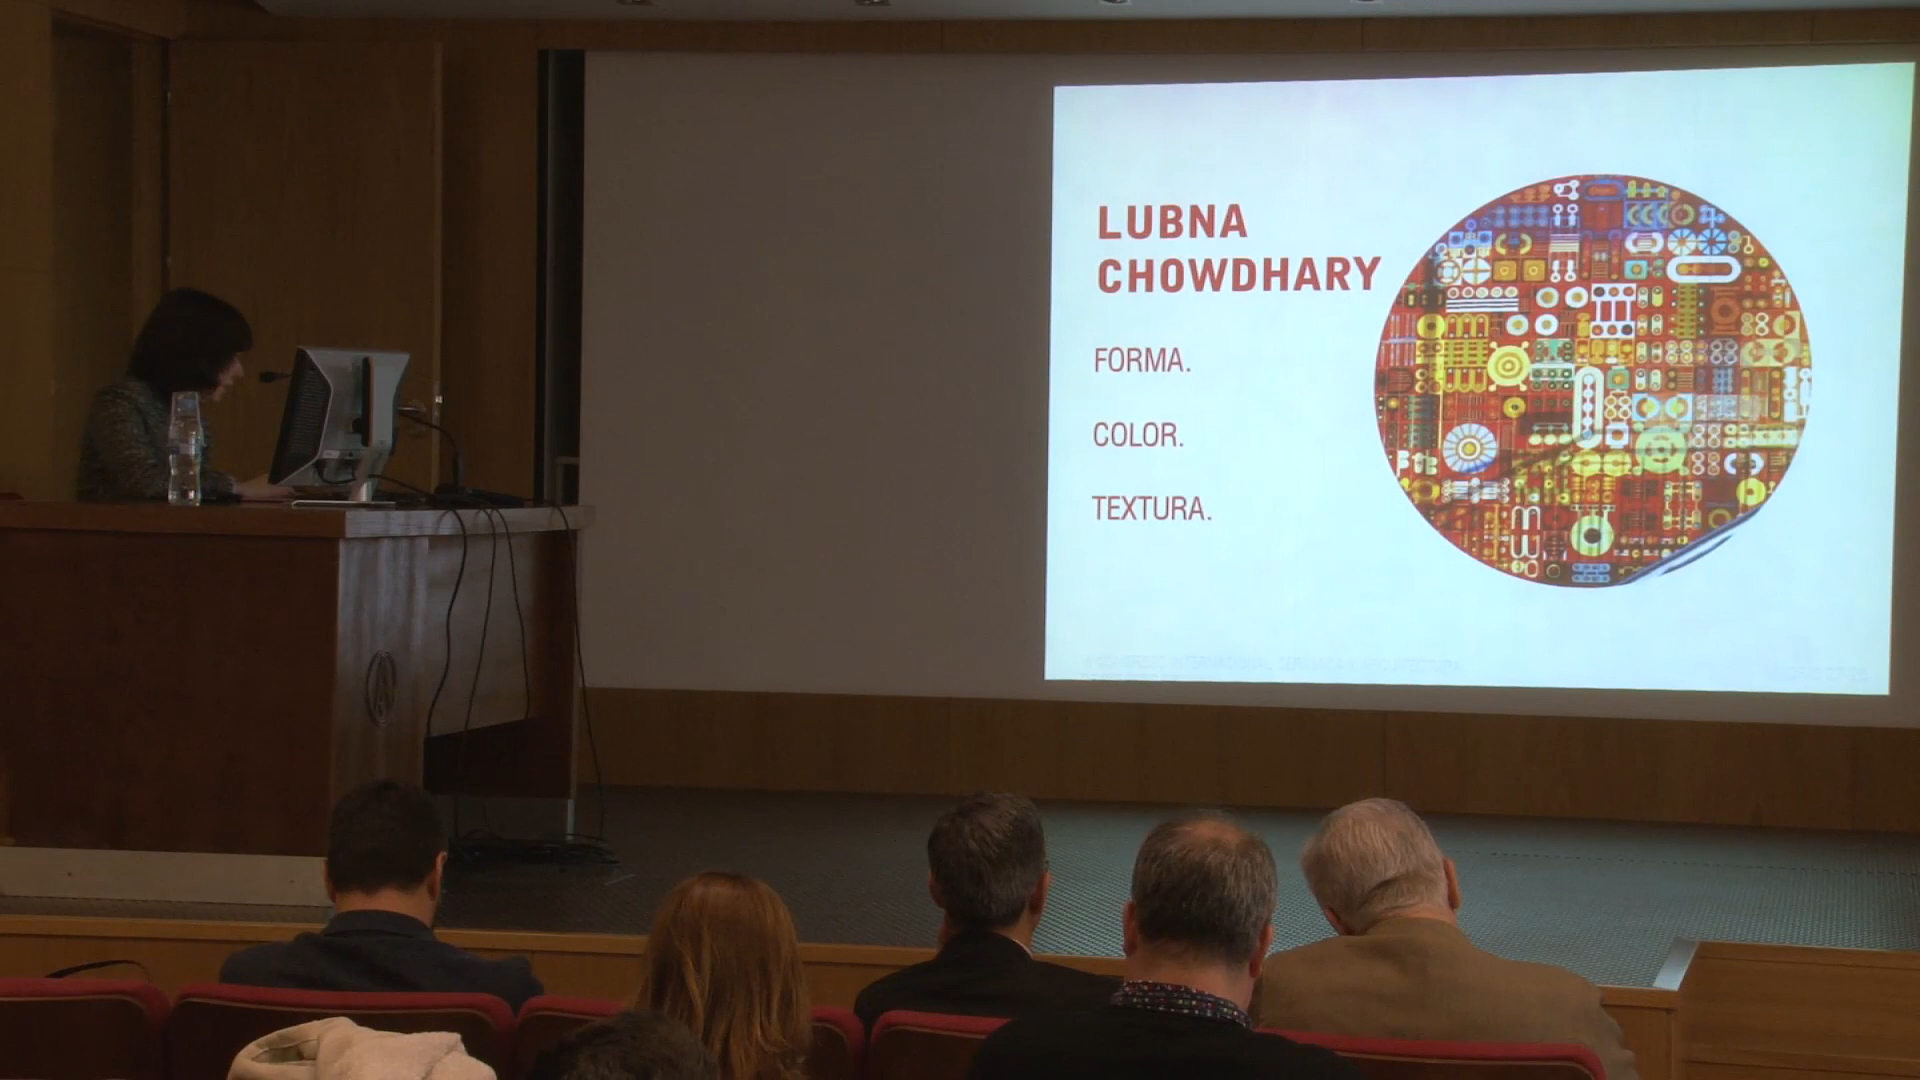 LUBNA
CHOWDHARY
FORMA.
COLOR.
TEXTURA.